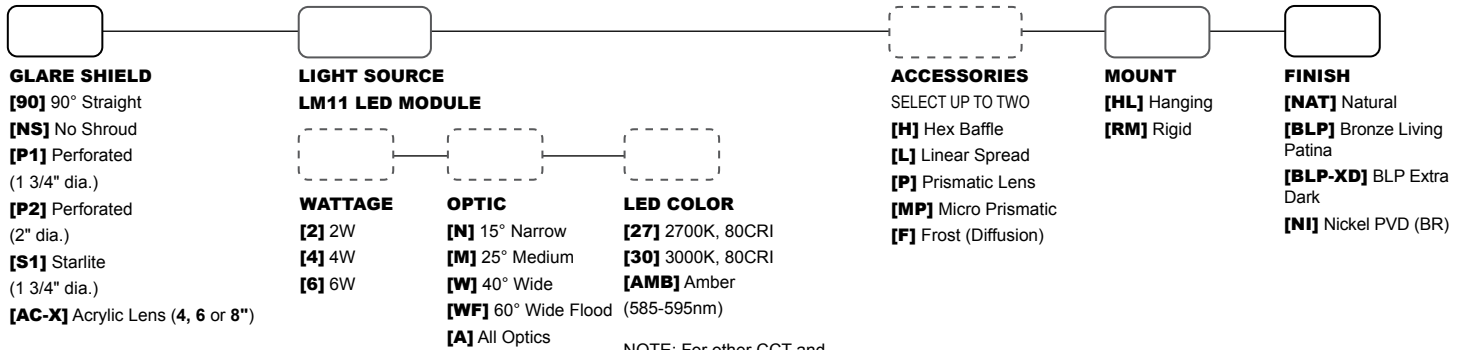 GLARE SHIELD
[90] 90° Straight
[NS] No Shroud
[P1] Perforated
(1 3/4" dia.)
[P2] Perforated
(2" dia.)
[S1] Starlite
(1 3/4" dia.)
[AC-X] Acrylic Lens (4, 6 or 8")
LIGHT SOURCE
LM11 LED MODULE
WATTAGE
[2] 2W
[4] 4W
[6] 6W
OPTIC
[N] 15° Narrow
[M] 25° Medium
[W] 40° Wide
[WF] 60° Wide Flood
[A] All Optics
LED COLOR
[27] 2700K, 80CRI
[30] 3000K, 80CRI
[AMB] Amber
(585-595nm)
NOTE: For other CCT and
ACCESSORIES
SELECT UP TO TWO
[H] Hex Baffle
[L] Linear Spread
[P] Prismatic Lens
[MP] Micro Prismatic
[F] Frost (Diffusion)
MOUNT
[HL] Hanging
[RM] Rigid
FINISH
[NAT] Natural
[BLP] Bronze Living
Patina
[BLP-XD] BLP Extra
Dark
[NI] Nickel PVD (BR)